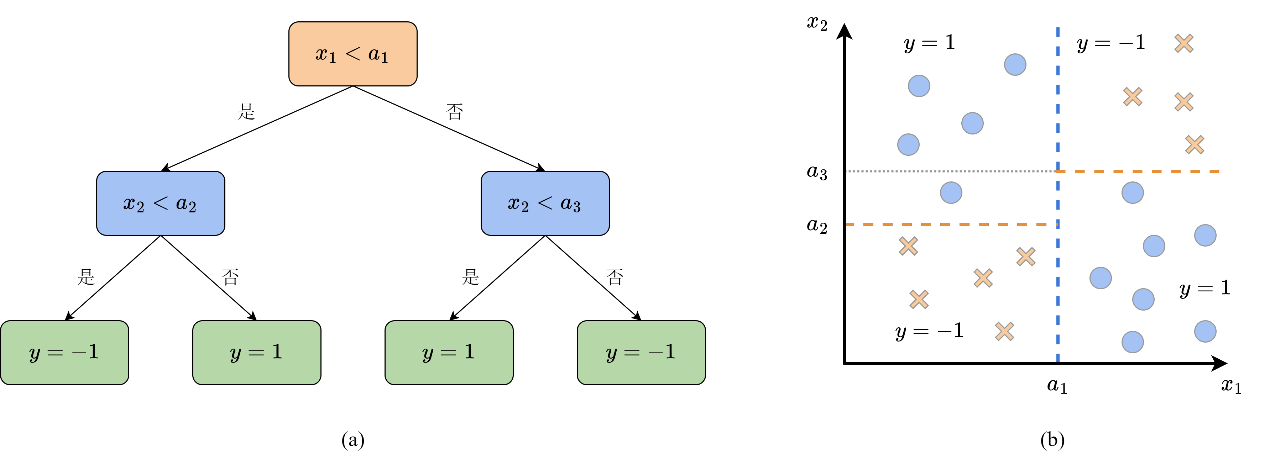 x₁ < a₁
是
否
x₂ < a₂
x₂ < a₃
是
否
是
否
y = −1
y = 1
y = 1
y = −1
(a)
x₂
y = 1
y = −1
a₃
a₂
y = 1
y = −1
a₁
x₁
(b)